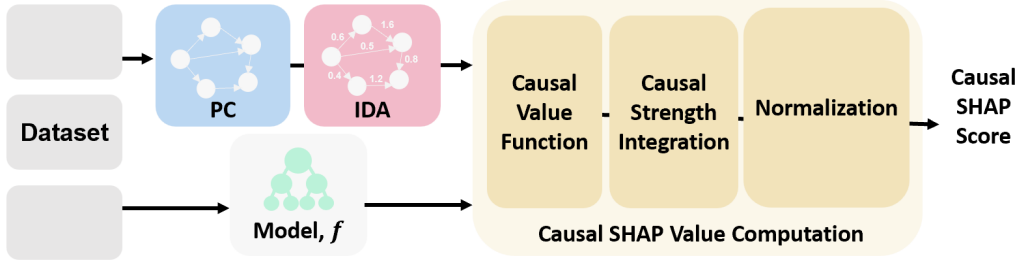 Dataset
PC
0.6
1.6
0.5
0.8
0.4
1.2
IDA
Model, f
Causal
Value
Function
Causal
Strength
Integration
Normalization
Causal SHAP Value Computation
Causal
SHAP
Score